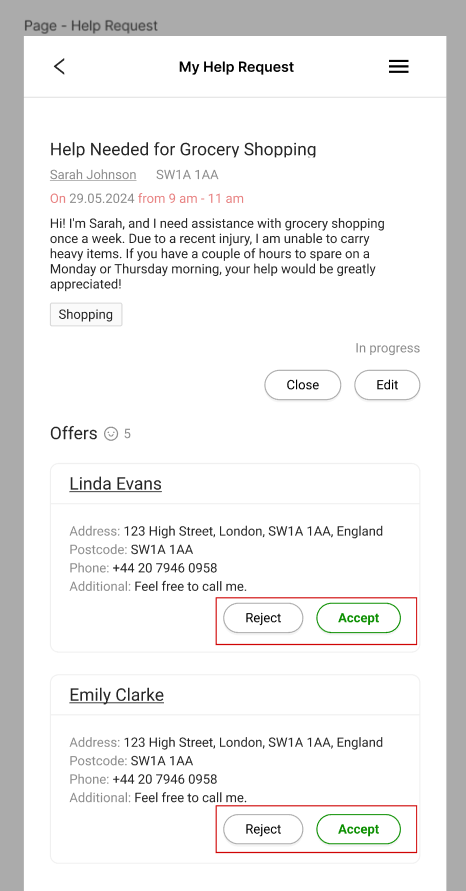 Page - Help Request
My Help Request
Help Needed for Grocery Shopping
Sarah Johnson SW1A 1AA
On 29.05.2024 from 9 am - 11 am
Hi! I'm Sarah, and I need assistance with grocery shopping
once a week. Due to a recent injury, I am unable to carry
heavy items. If you have a couple of hours to spare on a
Monday or Thursday morning, your help would be greatly
appreciated!
Shopping
In progress
Close Edit
Offers 5
Linda Evans
Address: 123 High Street, London, SW1A 1AA, England
Postcode: SW1A 1AA
Phone: +44 20 7946 0958
Additional: Feel free to call me.
Reject Accept
Emily Clarke
Address: 123 High Street, London, SW1A 1AA, England
Postcode: SW1A 1AA
Phone: +44 20 7946 0958
Additional: Feel free to call me.
Reject Accept